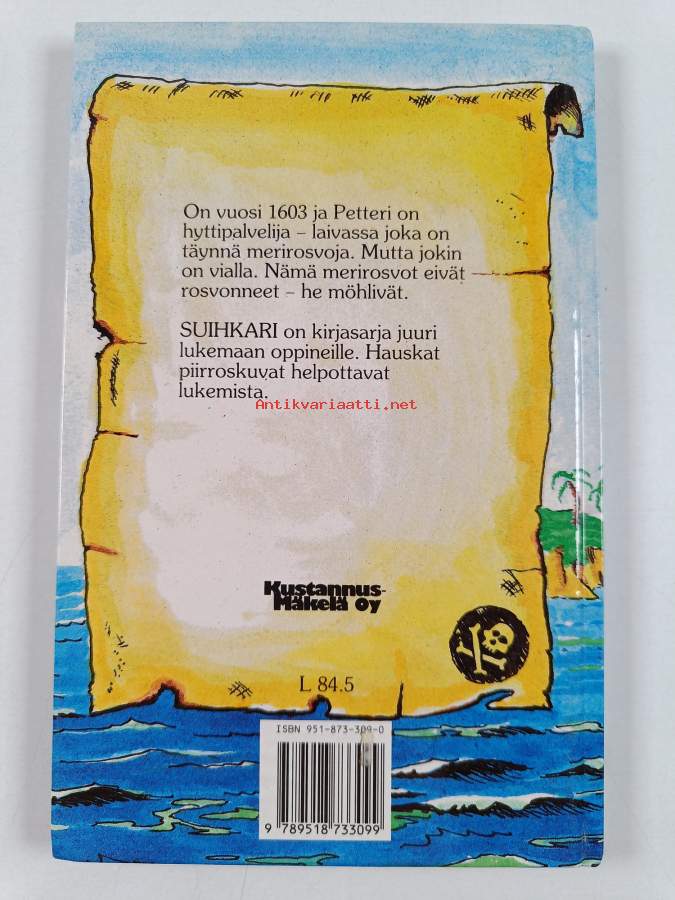 On vuosi 1603 ja Petteri on
hyttipalvelija – laivassa joka on
täynnä merirosvoja. Mutta jokin
on vialla. Nämä merirosvot eivät
rosvonneet – he möhlivät.
SUIHKARI on kirjasarja juuri
lukemaan oppineille. Hauskat
piirroskuvat helpottavat
lukemista.
Antikvariaatti.net
Kustannus-
Mäkelä Oy
L 84.5
ISBN 951-873-309-0
9 789518 733099